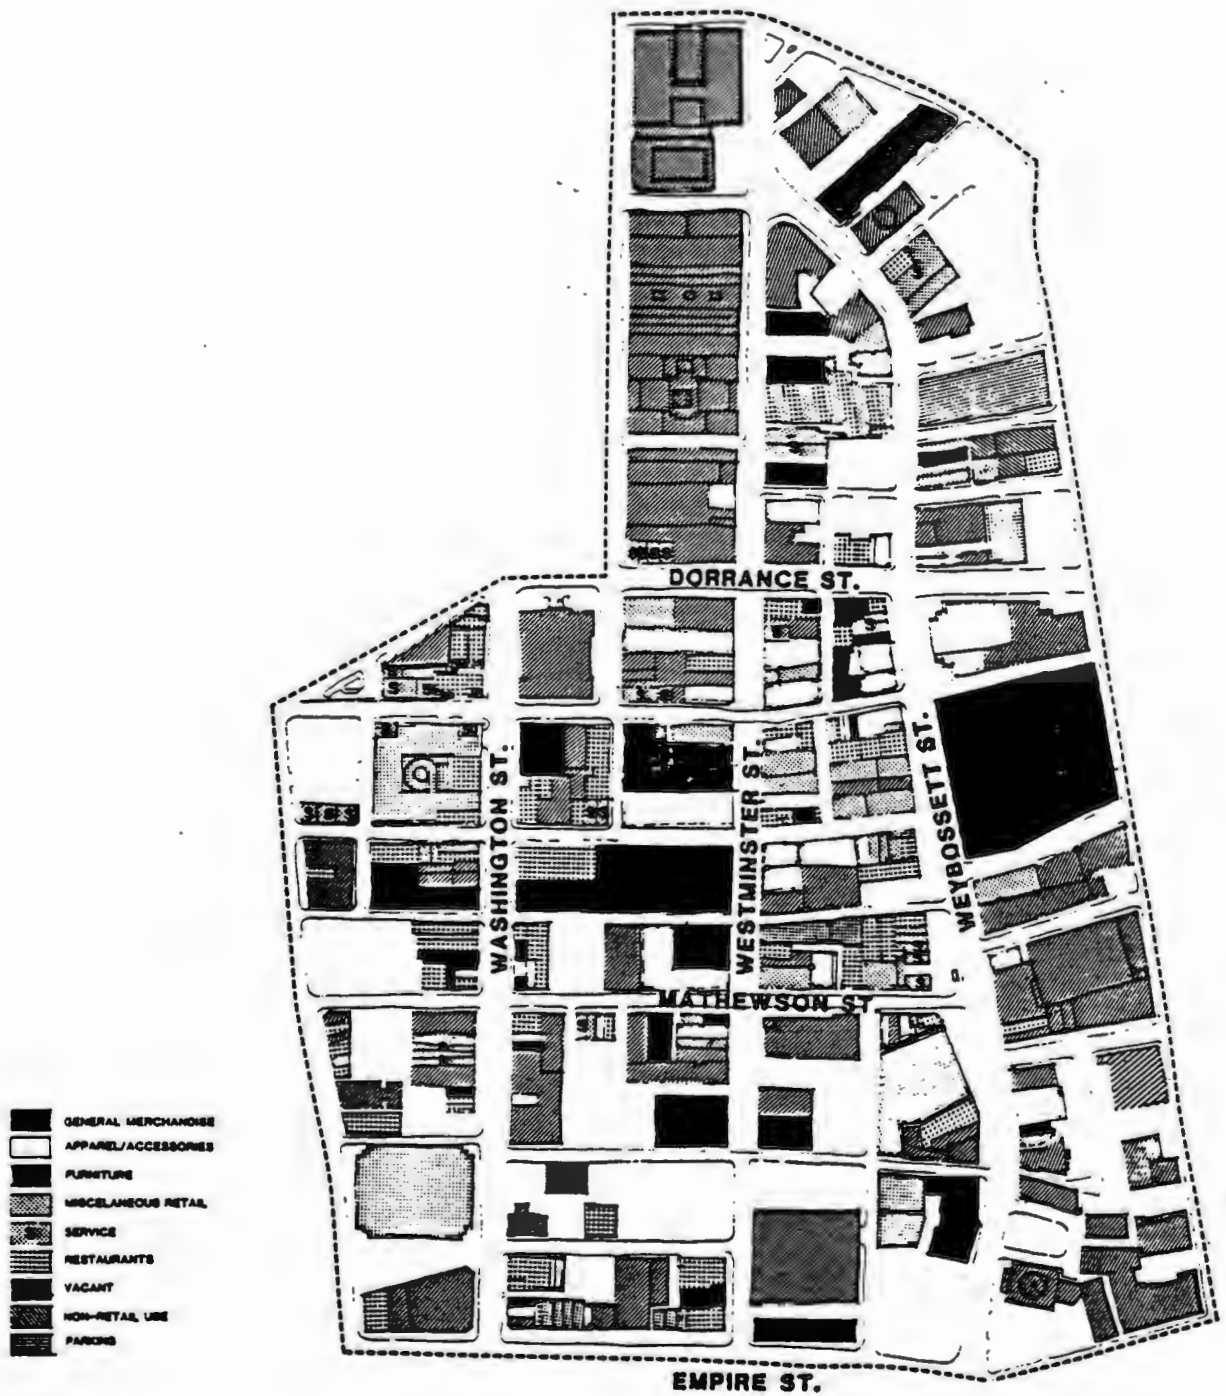 DORRANCE ST.
WASHINGTON ST.
WESTMINSTER ST.
WEYBOSSETT ST.
MATHEWSON ST
GENERAL MERCHANDISE
APPAREL/ACCESSORIES
FURNITURE
MISCELANEOUS RETAIL
SERVICE
RESTAURANTS
VACANT
NON-RETAIL USE
PARKING
EMPIRE ST.